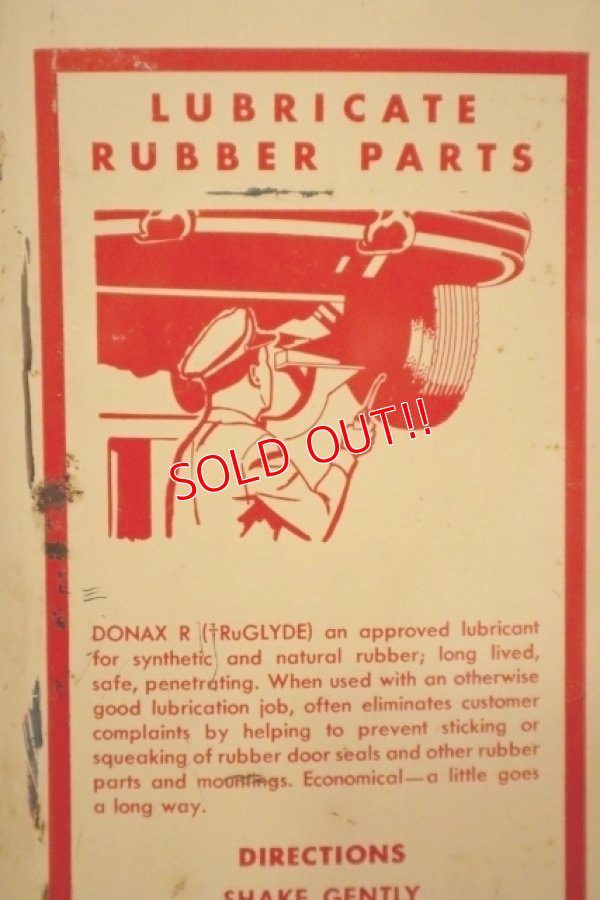 LUBRICATE
RUBBER PARTS
SOLD OUT!!
DONAX R (†RuGLYDE) an approved lubricant
for synthetic and natural rubber; long lived,
safe, penetrating. When used with an otherwise
good lubrication job, often eliminates customer
complaints by helping to prevent sticking or
squeaking of rubber door seals and other rubber
parts and mountings. Economical—a little goes
a long way.
DIRECTIONS
SHAKE GENTLY